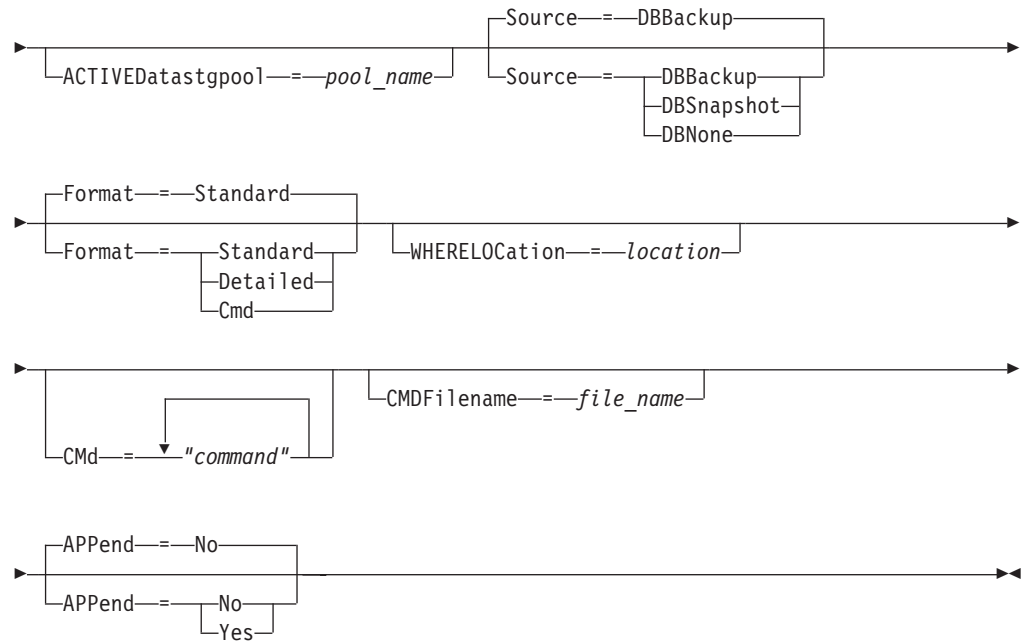 Source = DBBackup
ACTIVEDatastgpool = pool_name
Source = DBBackup
DBSnapshot
DBNone
Format = Standard
Format = Standard
Detailed
Cmd
WHERELOCation = location
CMd = "command"
CMDFilename = file_name
APPend = No
APPend = No
Yes